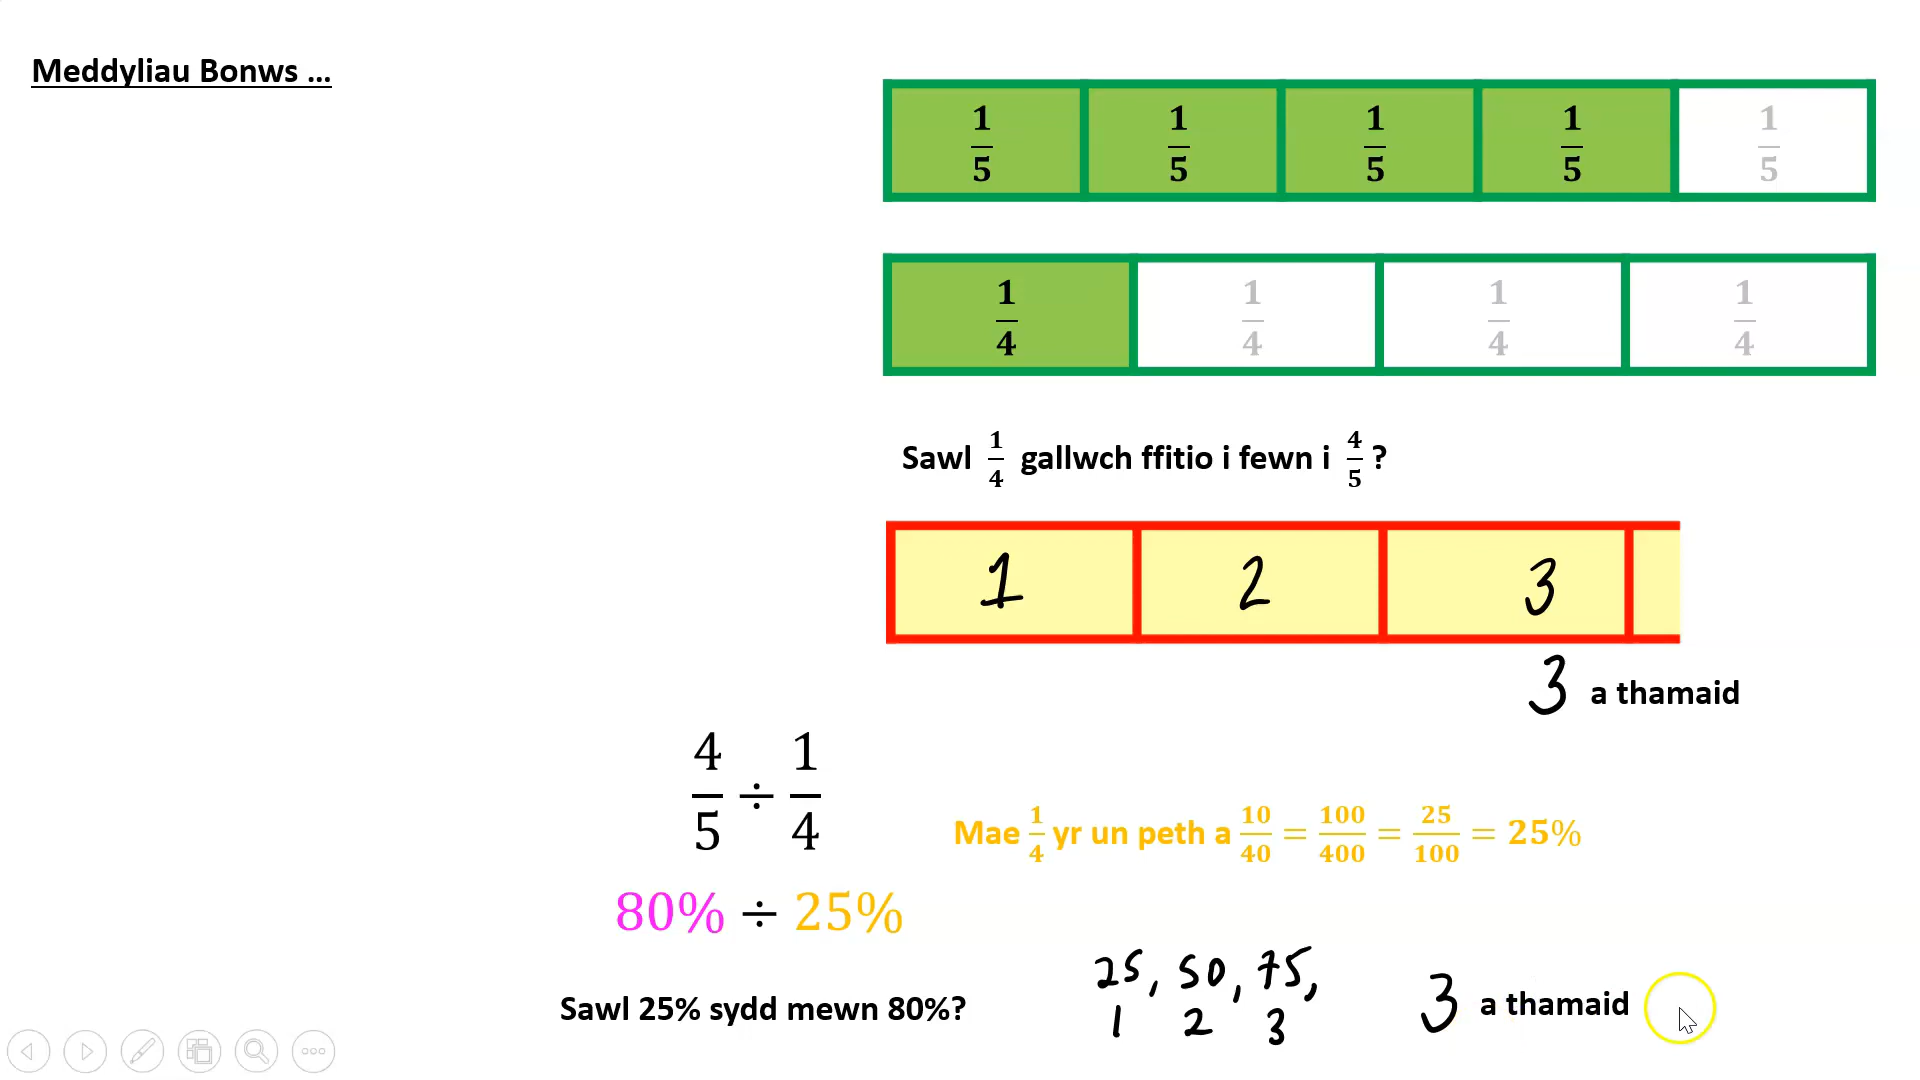 Meddyliau Bonws ...
1/5 1/5 1/5 1/5 1/5
1/4 1/4 1/4 1/4
Sawl 1/4 gallwch ffitio i fewn i 4/5 ?
1 2 3
3 a thamaid
4/5 ÷ 1/4
Mae 1/4 yr un peth a 10/40 = 100/400 = 25/100 = 25%
80% ÷ 25%
Sawl 25% sydd mewn 80%?
25, 50, 75,
1 2 3
3 a thamaid